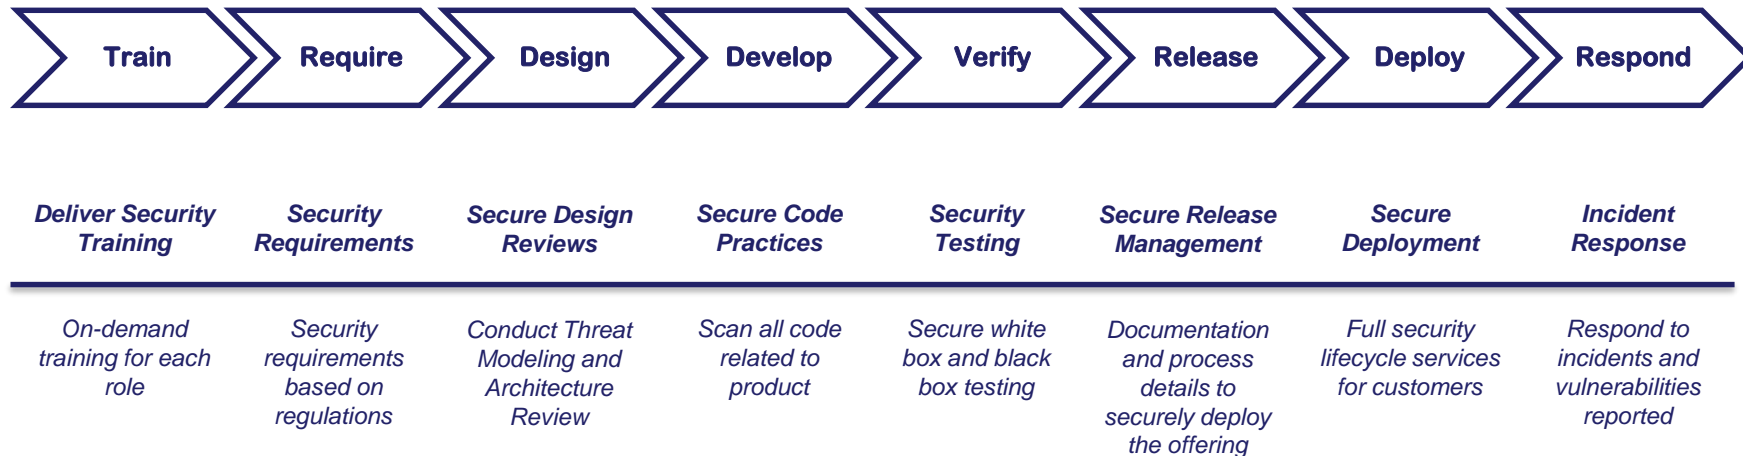 Train
Require
Design
Develop
Verify
Release
Deploy
Respond
Deliver Security
Training
Security
Requirements
Secure Design
Reviews
Secure Code
Practices
Security
Testing
Secure Release
Management
Secure
Deployment
Incident
Response
On-demand
training for each
role
Security
requirements
based on
regulations
Conduct Threat
Modeling and
Architecture
Review
Scan all code
related to
product
Secure white
box and black
box testing
Documentation
and process
details to
securely deploy
the offering
Full security
lifecycle services
for customers
Respond to
incidents and
vulnerabilities
reported